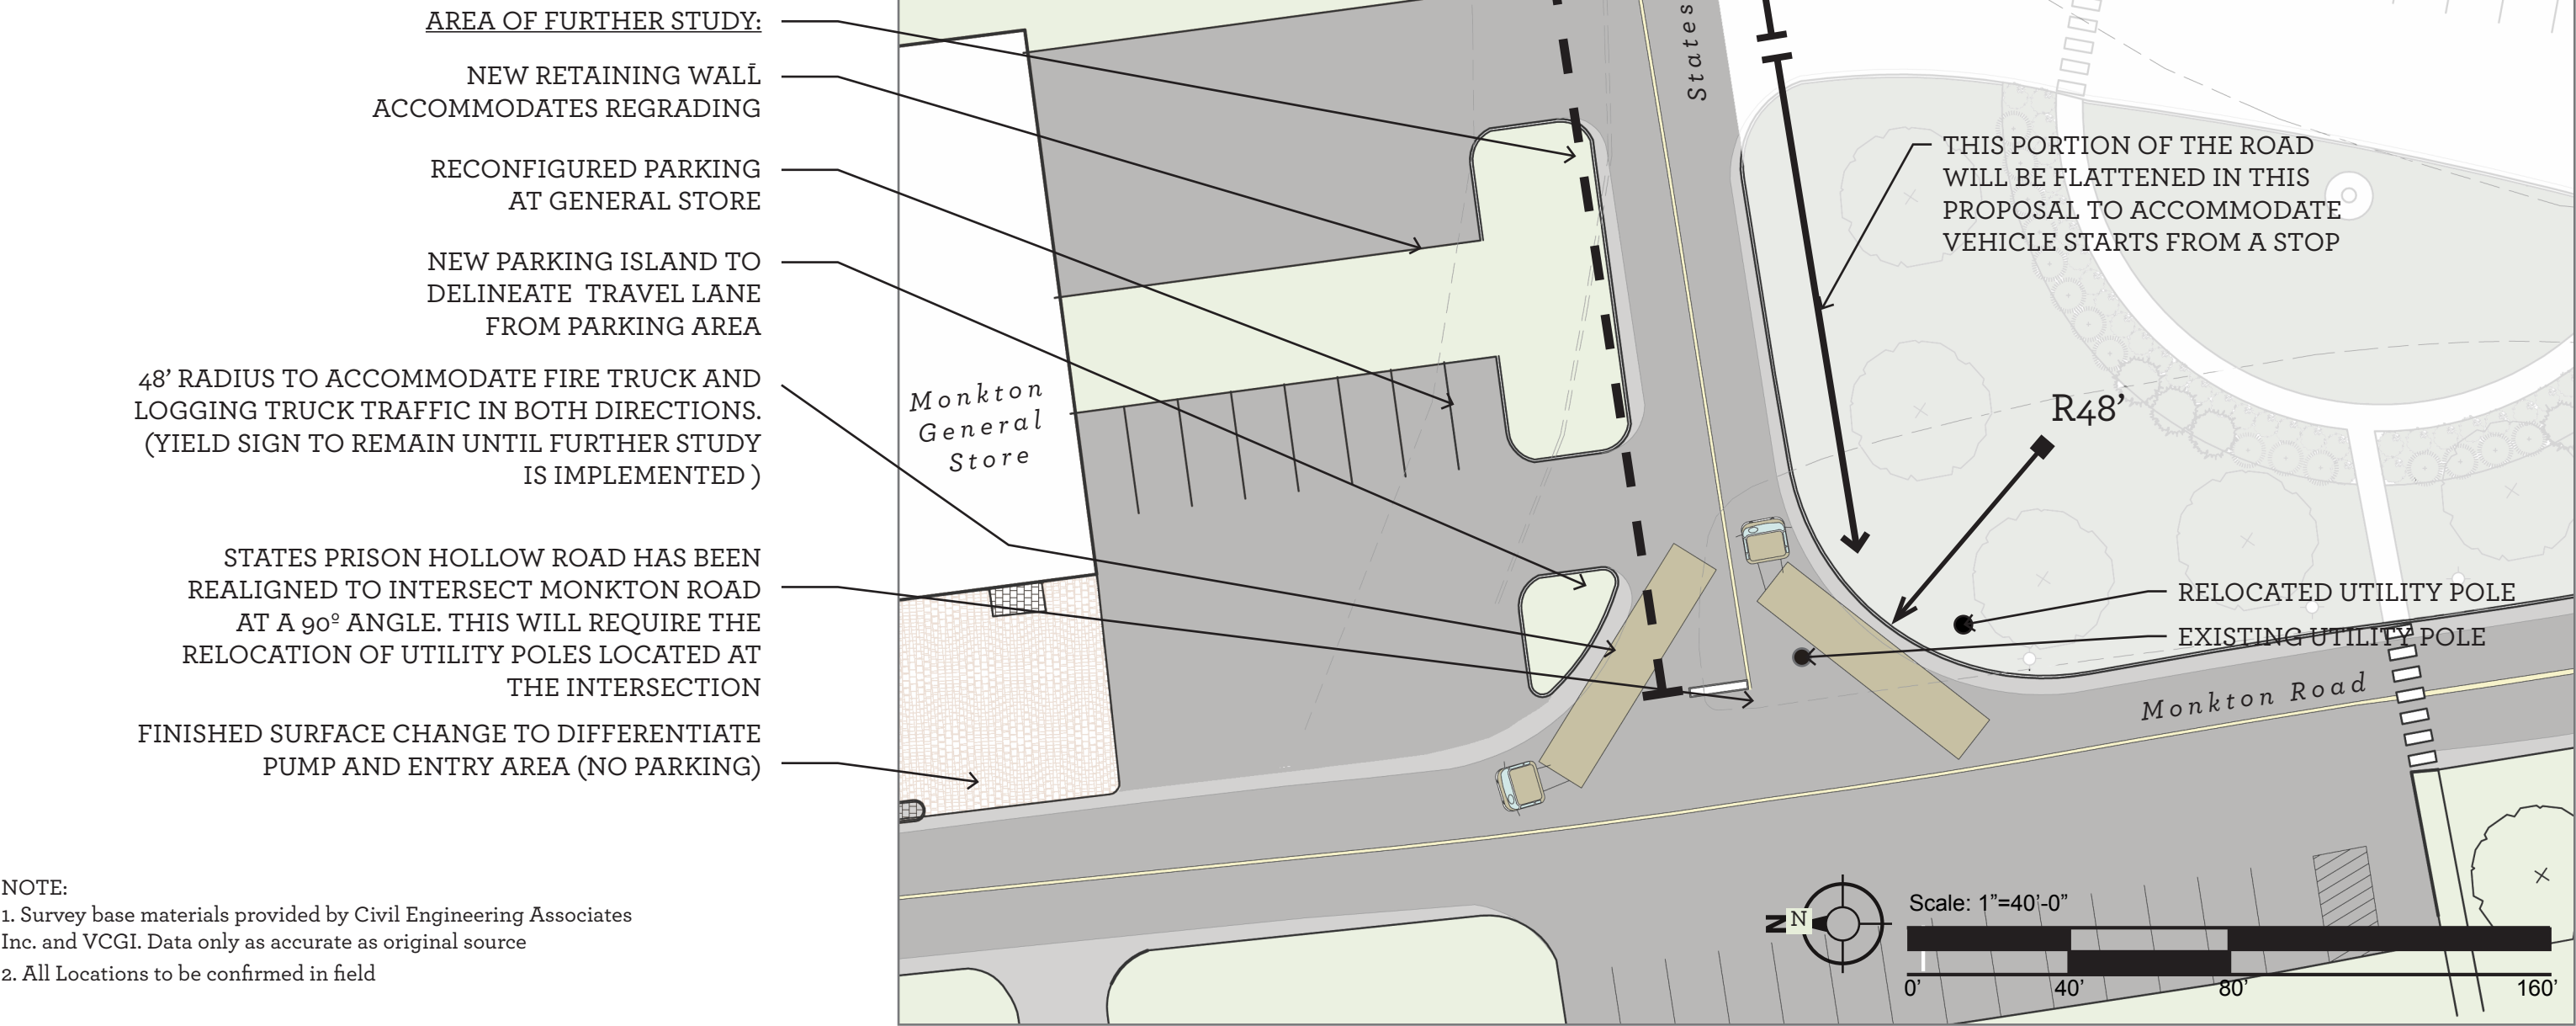 AREA OF FURTHER STUDY:
NEW RETAINING WALL
ACCOMMODATES REGRADING
RECONFIGURED PARKING
AT GENERAL STORE
NEW PARKING ISLAND TO
DELINEATE TRAVEL LANE
FROM PARKING AREA
48’ RADIUS TO ACCOMMODATE FIRE TRUCK AND
LOGGING TRUCK TRAFFIC IN BOTH DIRECTIONS.
(YIELD SIGN TO REMAIN UNTIL FURTHER STUDY
IS IMPLEMENTED )
STATES PRISON HOLLOW ROAD HAS BEEN
REALIGNED TO INTERSECT MONKTON ROAD
AT A 90º ANGLE. THIS WILL REQUIRE THE
RELOCATION OF UTILITY POLES LOCATED AT
THE INTERSECTION
FINISHED SURFACE CHANGE TO DIFFERENTIATE
PUMP AND ENTRY AREA (NO PARKING)
NOTE:
1. Survey base materials provided by Civil Engineering Associates
Inc. and VCGI. Data only as accurate as original source
2. All Locations to be confirmed in field
Monkton
General
Store
States
THIS PORTION OF THE ROAD
WILL BE FLATTENED IN THIS
PROPOSAL TO ACCOMMODATE
VEHICLE STARTS FROM A STOP
R48’
RELOCATED UTILITY POLE
EXISTING UTILITY POLE
Monkton Road
N
N
Scale: 1”=40’-0”
0’ 40’ 80’ 160’